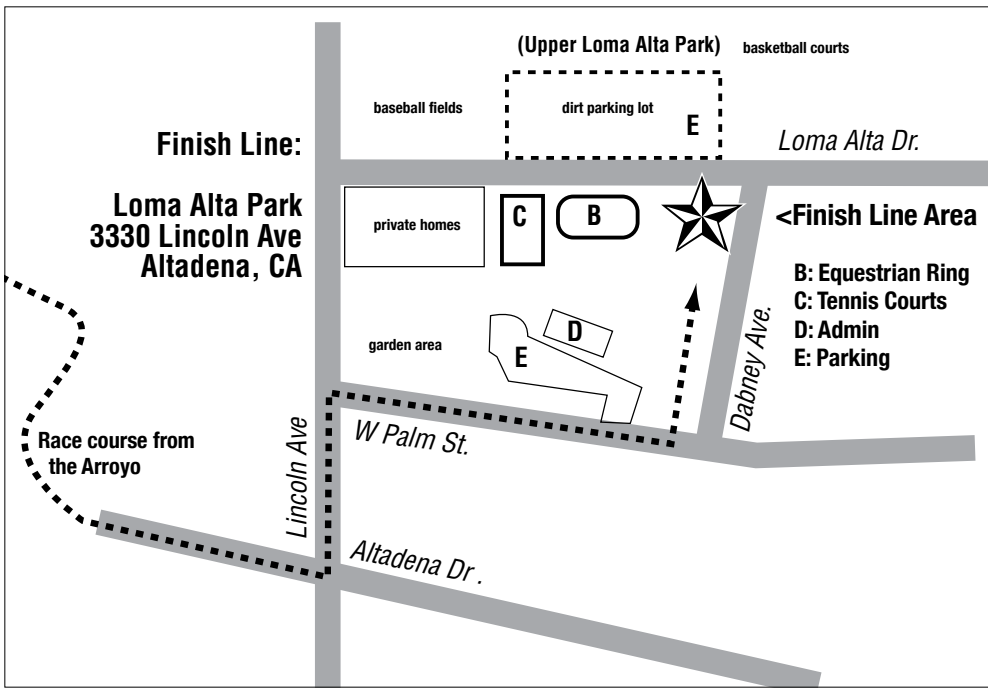 (Upper Loma Alta Park)
basketball courts
baseball fields
dirt parking lot
E
Loma Alta Dr.
Finish Line:
Loma Alta Park
3330 Lincoln Ave
Altadena, CA
private homes
C
B
<Finish Line Area
B: Equestrian Ring
C: Tennis Courts
D: Admin
E: Parking
garden area
E
D
Dabney Ave.
Race course from
the Arroyo
Lincoln Ave
W Palm St.
Altadena Dr .